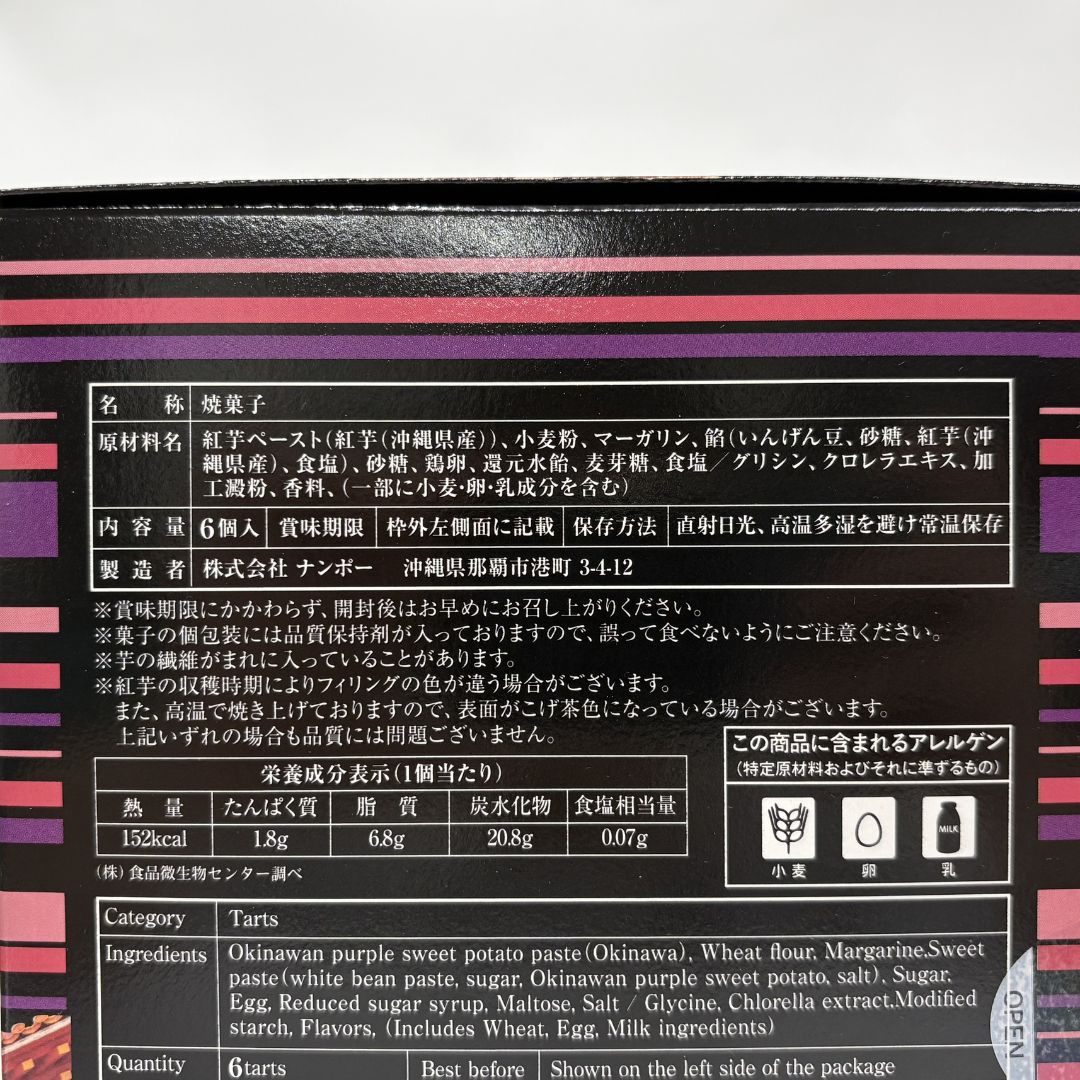 名 称 焼菓子
原材料名 紅芋ペースト(紅芋(沖縄県産))、小麦粉、マーガリン、餡(いんげん豆、砂糖、紅芋(沖
縄県産)、食塩)、砂糖、鶏卵、還元水飴、麦芽糖、食塩/グリシン、クロレラエキス、加
工澱粉、香料、(一部に小麦・卵・乳成分を含む)
内容量 6個入 賞味期限 枠外左側面に記載 保存方法 直射日光、高温多湿を避け常温保存
製造者 株式会社 ナンポー 沖縄県那覇市港町 3-4-12
※賞味期限にかかわらず、開封後はお早めにお召し上がりください。
※菓子の個包装には品質保持剤が入っておりますので、誤って食べないようにご注意ください。
※芋の繊維がまれに入っていることがあります。
※紅芋の収穫時期によりフィリングの色が違う場合がございます。
また、高温で焼き上げておりますので、表面がこげ茶色になっている場合がございます。
上記いずれの場合も品質には問題ございません。
栄養成分表示(1個当たり)
熱量 たんぱく質 脂質 炭水化物 食塩相当量
152kcal 1.8g 6.8g 20.8g 0.07g
(株)食品微生物センター調べ
この商品に含まれるアレルゲン
(特定原材料およびそれに準ずるもの)
MILK
小麦 卵 乳
Category Tarts
Ingredients Okinawan purple sweet potato paste(Okinawa), Wheat flour, Margarine.Sweet
paste(white bean paste, sugar, Okinawan purple sweet potato, salt), Sugar,
Egg, Reduced sugar syrup, Maltose, Salt / Glycine, Chlorella extract.Modified
starch, Flavors, (Includes Wheat, Egg, Milk ingredients)
Quantity 6tarts Best before Shown on the left side of the package
OPEN